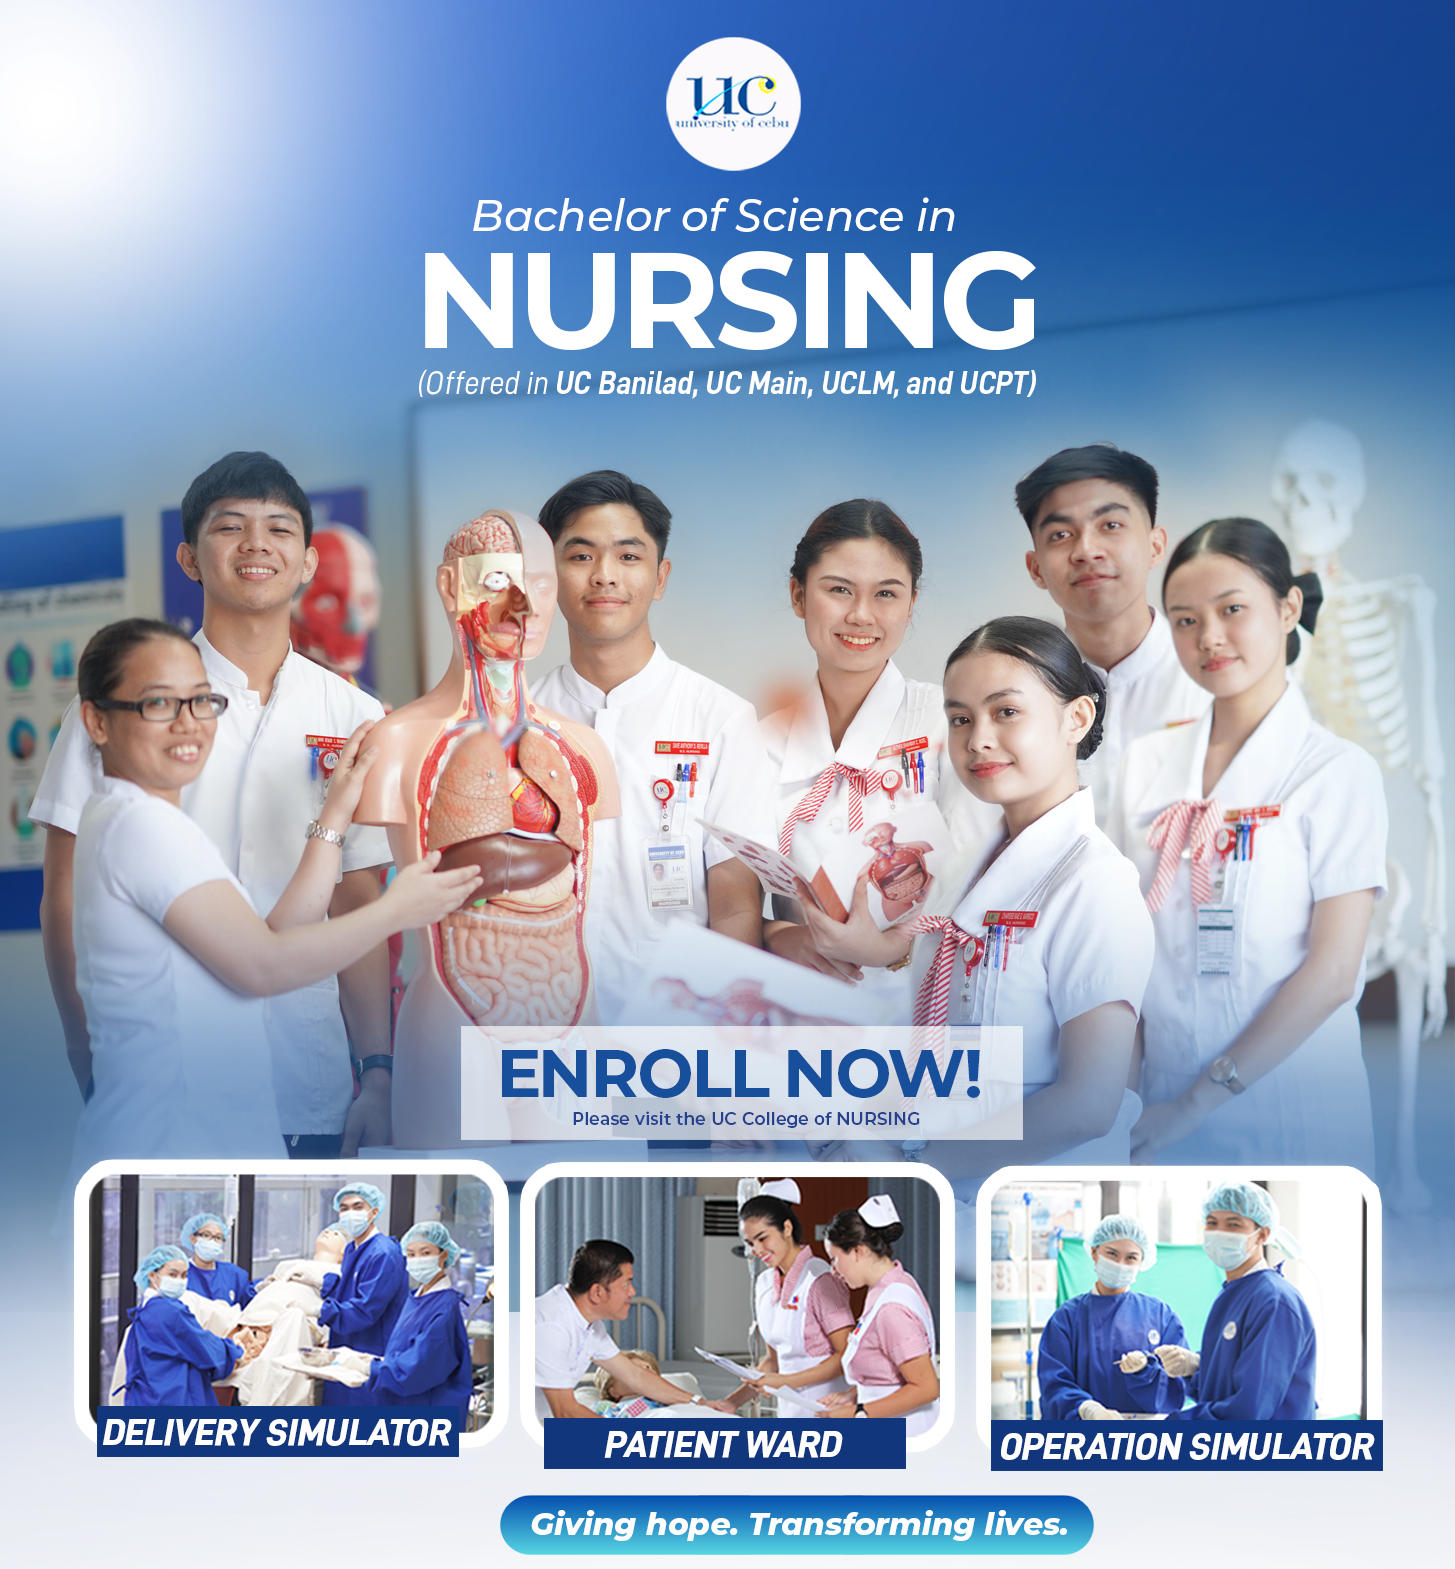 UC
university of cebu
Bachelor of Science in
NURSING
(Offered in UC Banilad, UC Main, UCLM, and UCPT)
ENROLL NOW!
Please visit the UC College of NURSING
DELIVERY SIMULATOR
PATIENT WARD
OPERATION SIMULATOR
Giving hope. Transforming lives.